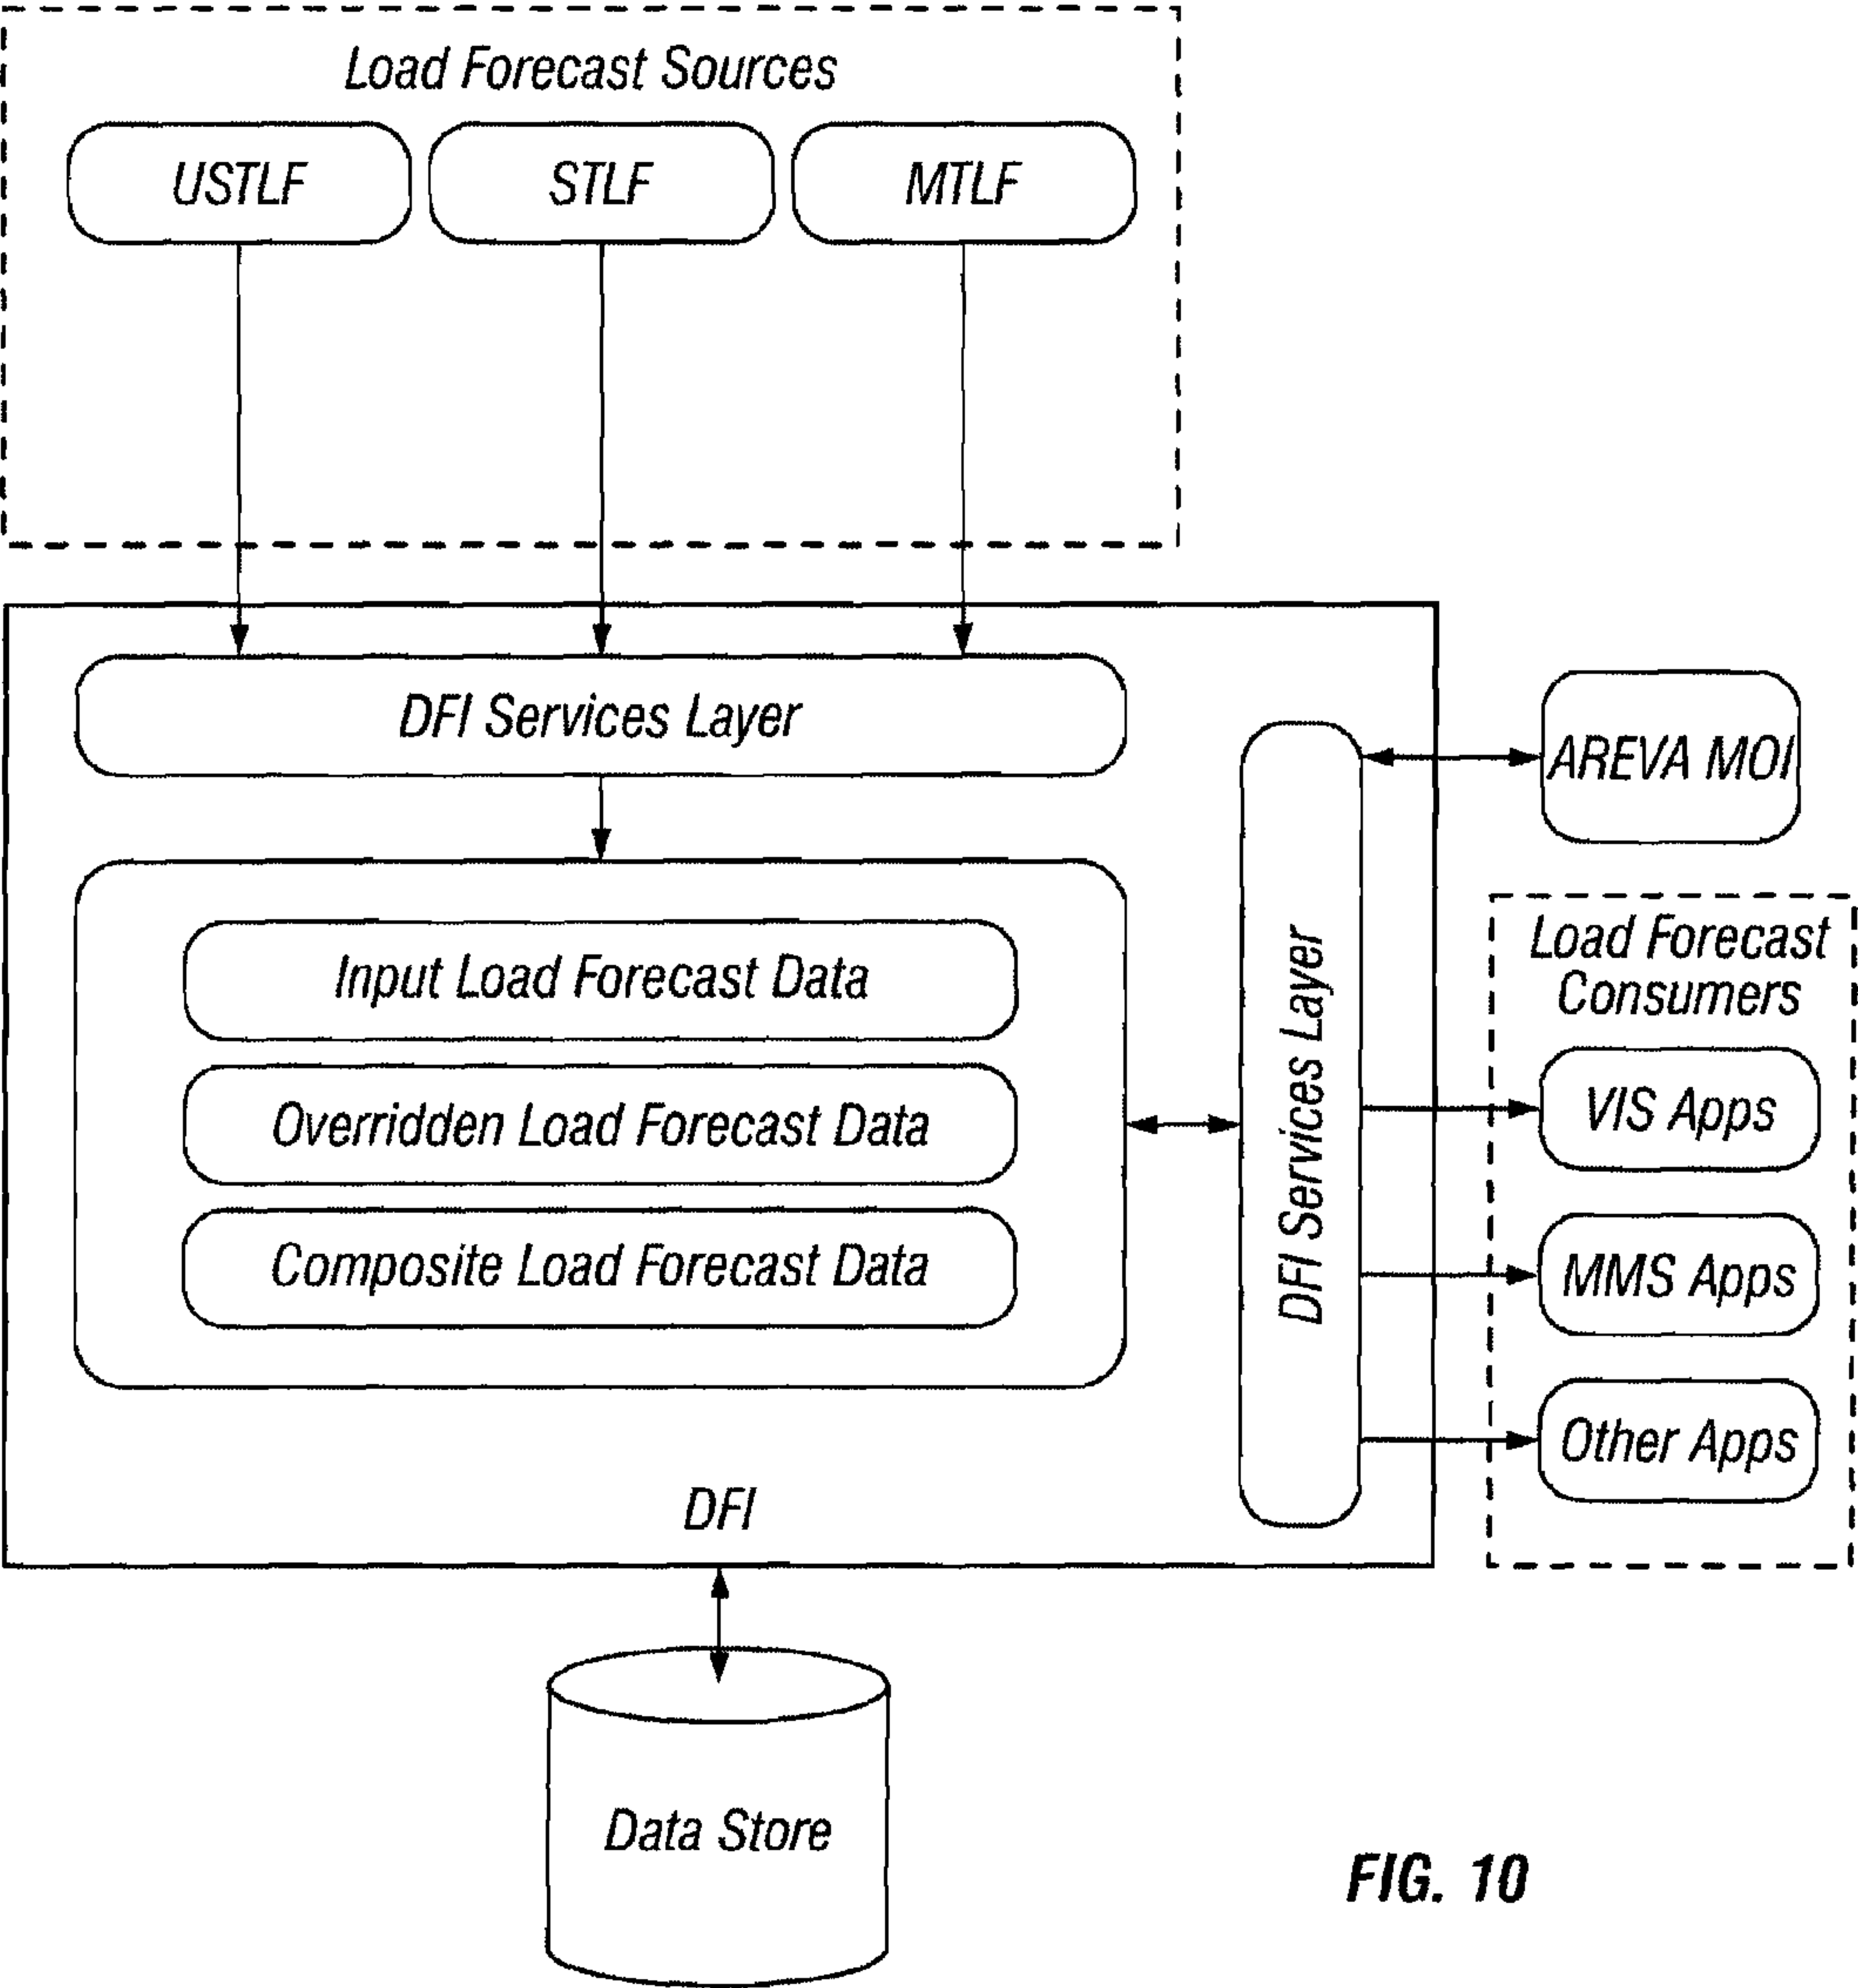 Load Forecast Sources
USTLF
STLF
MTLF
DFI Services Layer
AREVA MOI
Input Load Forecast Data
Overridden Load Forecast Data
Composite Load Forecast Data
DFI Services Layer
Load Forecast
Consumers
VIS Apps
MMS Apps
Other Apps
DFI
Data Store
FIG. 10